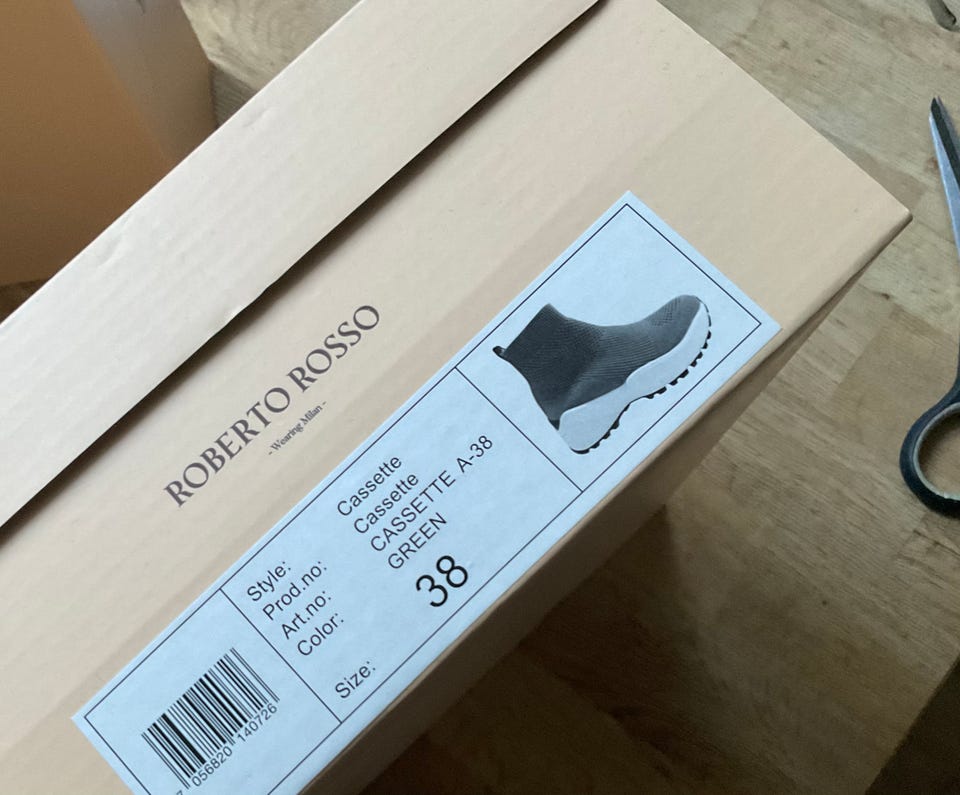 ROBERTO ROSSO
- Wearing Milan -
Style: Cassette
Prod.no: Cassette
Art.no: CASSETTE A-38
Color: GREEN
Size: 38
7 056820 140726